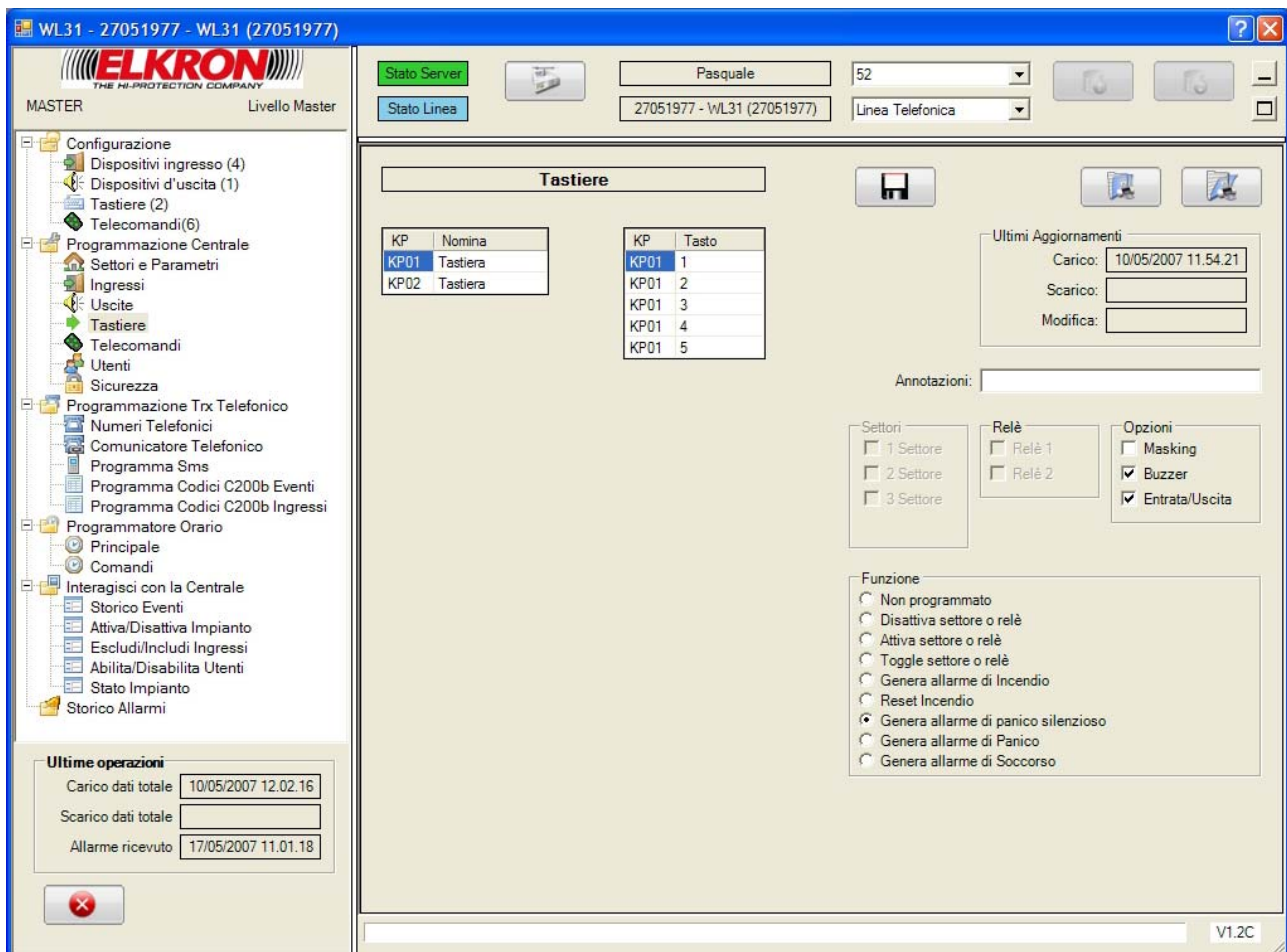 WL31 - 27051977 - WL31 (27051977)
ELKRON
THE HI-PROTECTION COMPANY
MASTER Livello Master
Configurazione
Dispositivi ingresso (4)
Dispositivi d'uscita (1)
Tastiere (2)
Telecomandi(6)
Programmazione Centrale
Settori e Parametri
Ingressi
Uscite
Tastiere
Telecomandi
Utenti
Sicurezza
Programmazione Trx Telefonico
Numeri Telefonici
Comunicatore Telefonico
Programma Sms
Programma Codici C200b Eventi
Programma Codici C200b Ingressi
Programmatore Orario
Principale
Comandi
Interagisci con la Centrale
Storico Eventi
Attiva/Disattiva Impianto
Escludi/Includi Ingressi
Abilita/Disabilita Utenti
Stato Impianto
Storico Allarmi
Ultime operazioni
Carico dati totale 10/05/2007 12.02.16
Scarico dati totale
Allarme ricevuto 17/05/2007 11.01.18
Stato Server Pasquale 52
Stato Linea 27051977 - WL31 (27051977) Linea Telefonica
Tastiere
KP Nomina
KP01 Tastiera
KP02 Tastiera
KP Tasto
KP01 1
KP01 2
KP01 3
KP01 4
KP01 5
Ultimi Aggiornamenti
Carico: 10/05/2007 11.54.21
Scarico:
Modifica:
Annotazioni:
Settori
1 Settore
2 Settore
3 Settore
Relè
Relè 1
Relè 2
Opzioni
Masking
Buzzer
Entrata/Uscita
Funzione
Non programmato
Disattiva settore o relè
Attiva settore o relè
Toggle settore o relè
Genera allarme di Incendio
Reset Incendio
Genera allarme di panico silenzioso
Genera allarme di Panico
Genera allarme di Soccorso
V1.2C